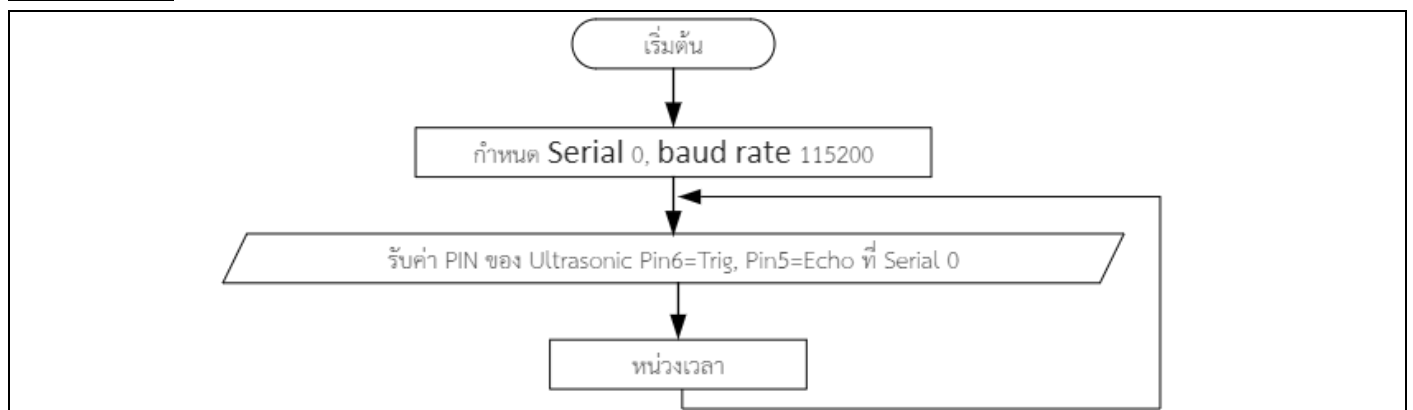 เริ่มต้น
กำหนด Serial 0, baud rate 115200
รับค่า PIN ของ Ultrasonic Pin6=Trig, Pin5=Echo ที่ Serial 0
หน่วงเวลา